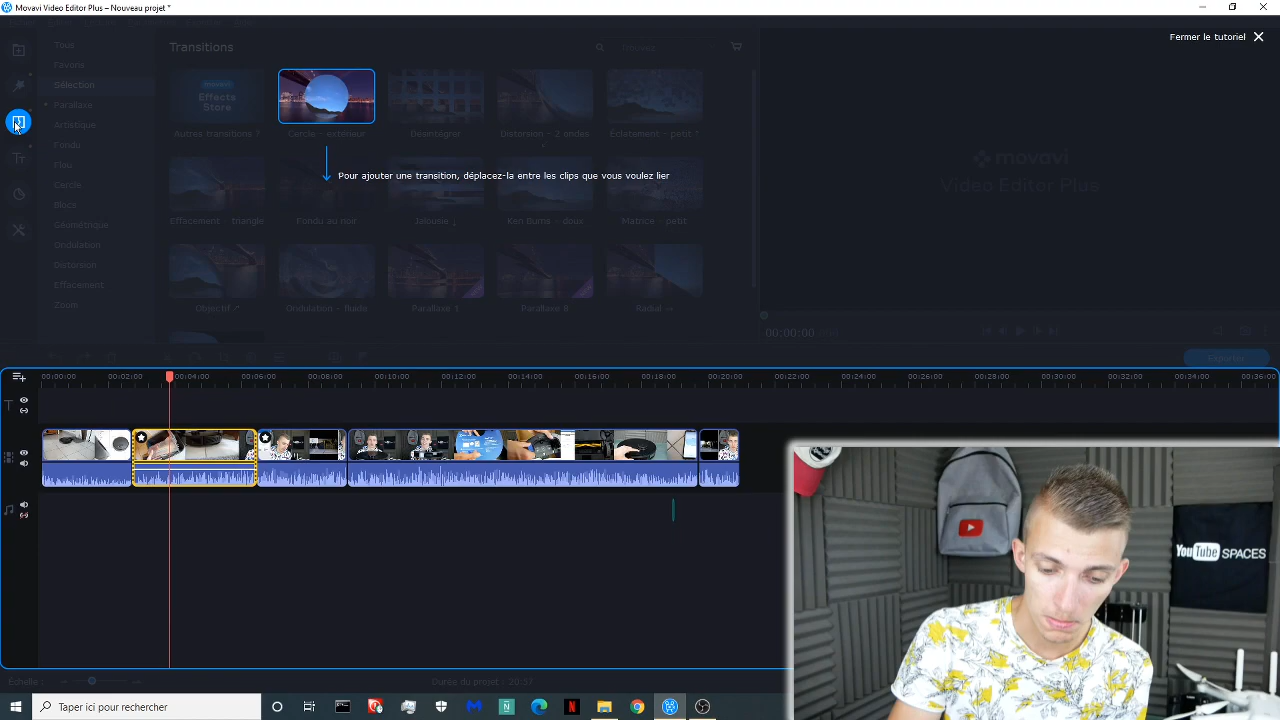 Movavi Video Editor Plus – Nouveau projet *
Fermer le tutoriel
Tous
Favoris
Sélection
Parallaxe
Artistique
Fondu
Flou
Cercle
Blocs
Géométrique
Ondulation
Distorsion
Effacement
Zoom
Transitions
movavi
Effects
Store
Autres transitions
Cercle – extérieur
Désintégrer
Distorsion – 2 ondes
Éclatement – petit
Pour ajouter une transition, déplacez-la entre les clips que vous voulez lier
Effacement – triangle
Fondu au noir
Jalousie ↓
Ken Burns – doux
Matrice – petit
Objectif ↗
Ondulation – fluide
Parallaxe 1
Parallaxe 8
Radial →
movavi
Video Editor Plus
00:00:00
Exporter
00:00:00 00:02:00 00:04:00 00:06:00 00:08:00 00:10:00 00:12:00 00:14:00 00:16:00 00:18:00 00:20:00 00:22:00 00:24:00 00:26:00 00:28:00 00:30:00 00:32:00 00:34:00 00:36:00
YouTube SPACES
Échelle :
Durée du projet : 20:57
Taper ici pour rechercher